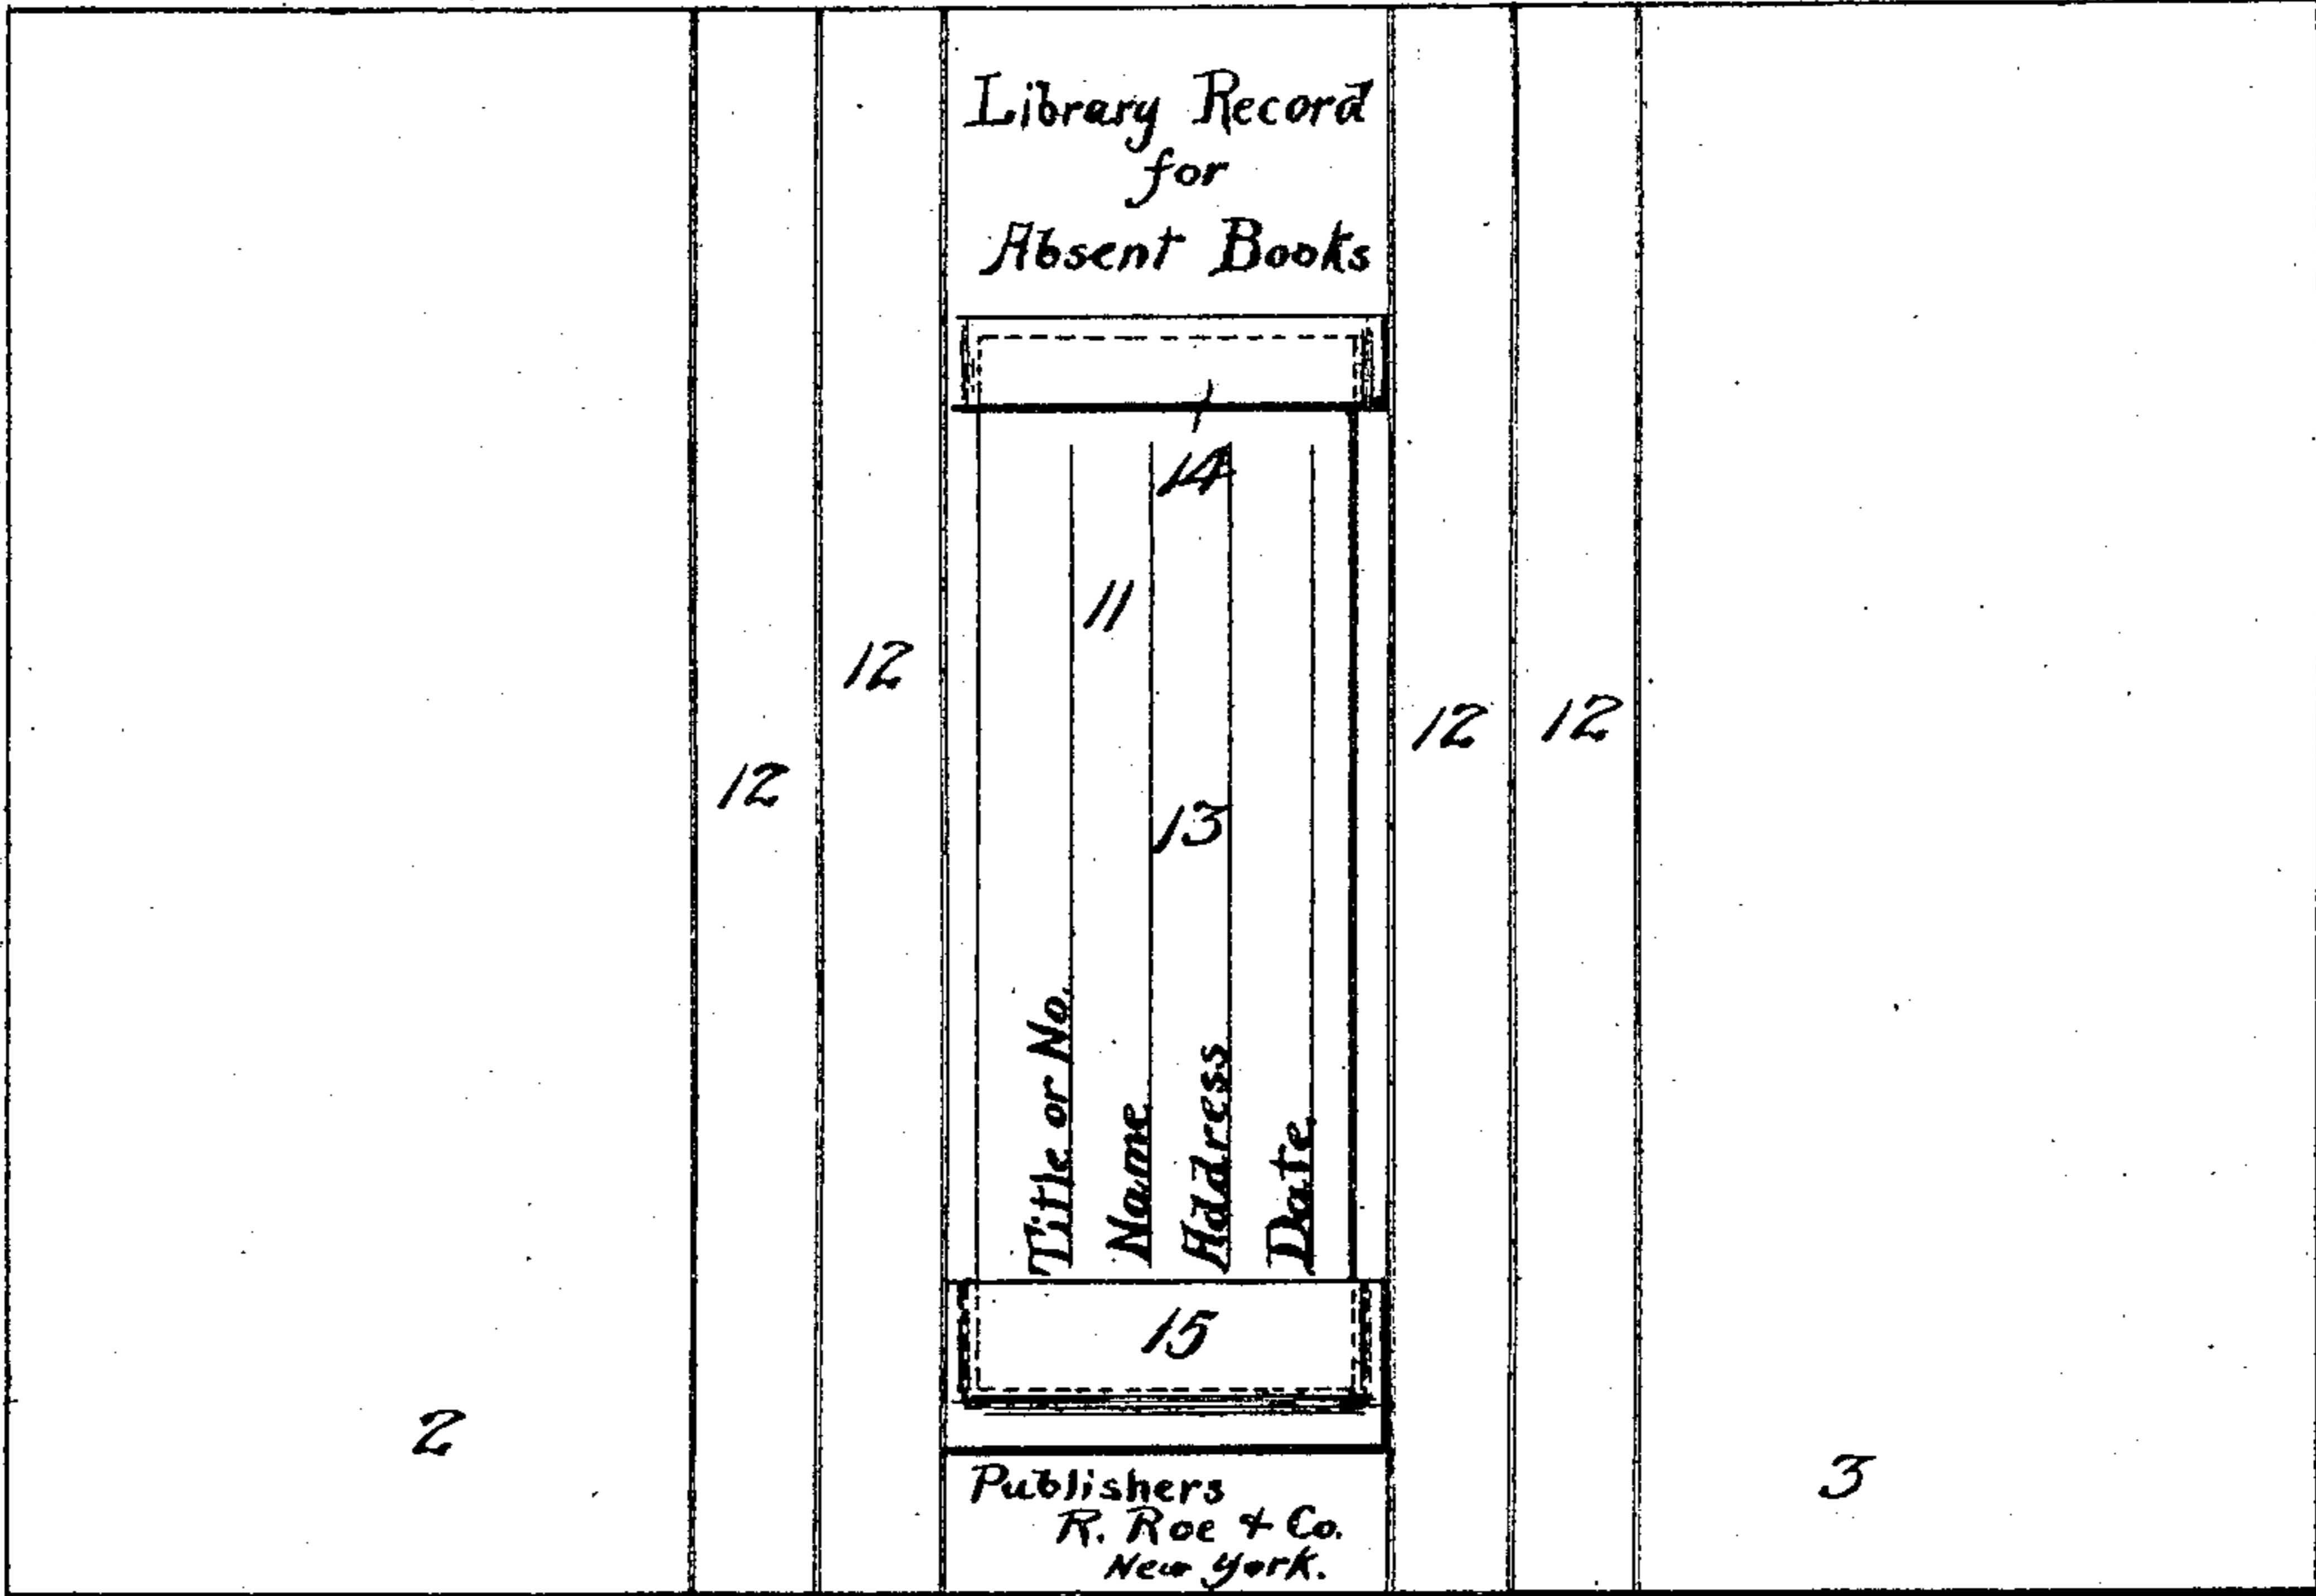 Library Record
for
Absent Books
14
11
12
12
12
12
13
Title or No.
Name
Address
Date
15
2
3
Publishers
R. Roe & Co.
New York.